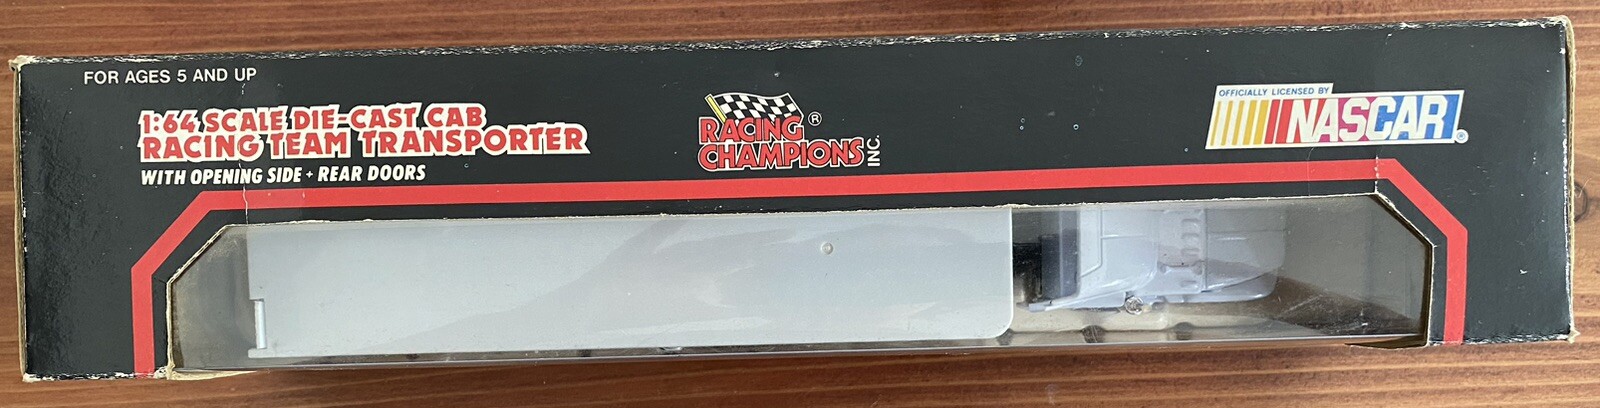 FOR AGES 5 AND UP
1:64 SCALE DIE-CAST CAB
RACING TEAM TRANSPORTER
WITH OPENING SIDE + REAR DOORS
RACING ®
CHAMPIONS INC.
OFFICIALLY LICENSED BY
NASCAR®